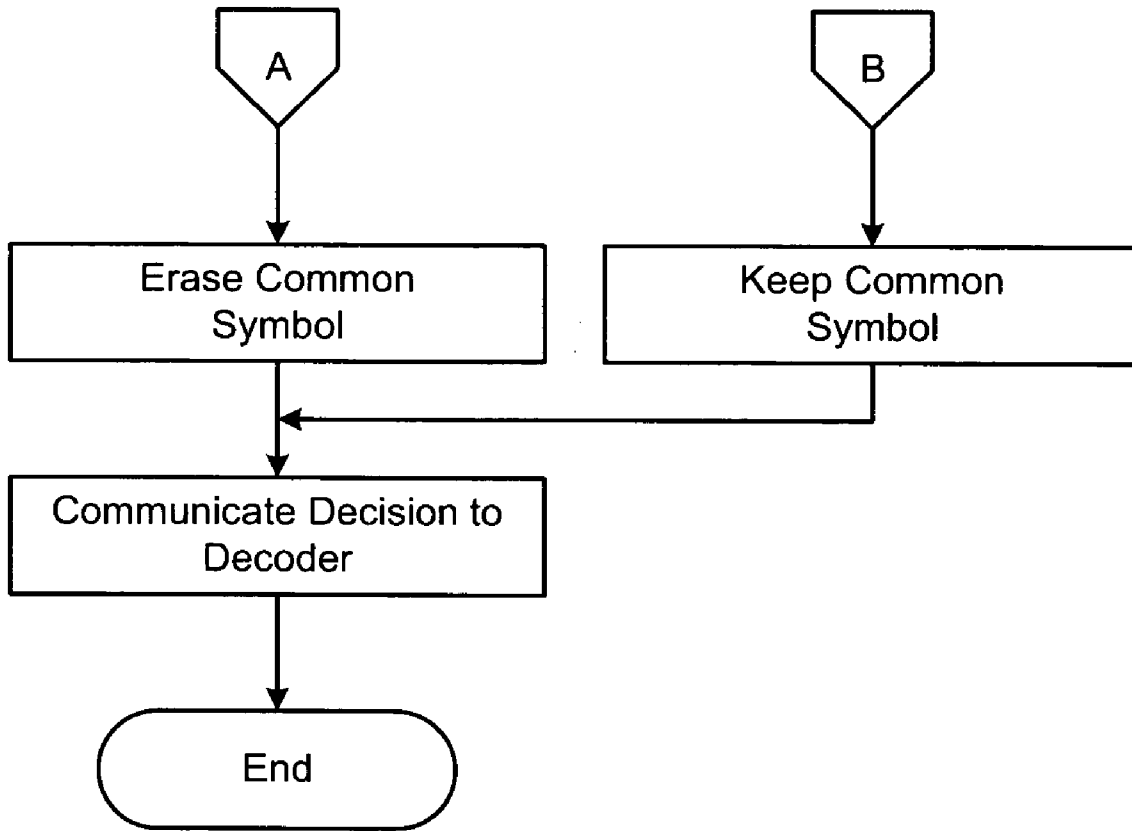 A
B
Erase Common
Symbol
Keep Common
Symbol
Communicate Decision to
Decoder
End